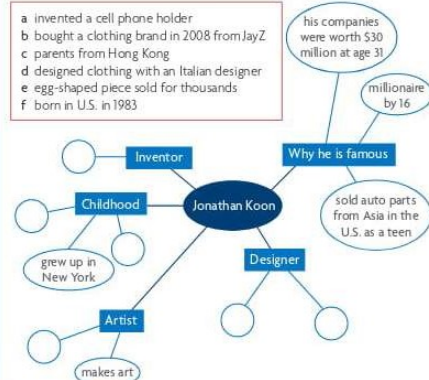 a invented a cell phone holder
b bought a clothing brand in 2008 from JayZ
c parents from Hong Kong
d designed clothing with an Italian designer
e egg-shaped piece sold for thousands
f born in U.S. in 1983
his companies
were worth $30
million at age 31
millionaire
by 16
Inventor
Why he is famous
Childhood
Jonathan Koon
sold auto parts
from Asia in the
U.S. as a teen
grew up in
New York
Designer
Artist
makes art